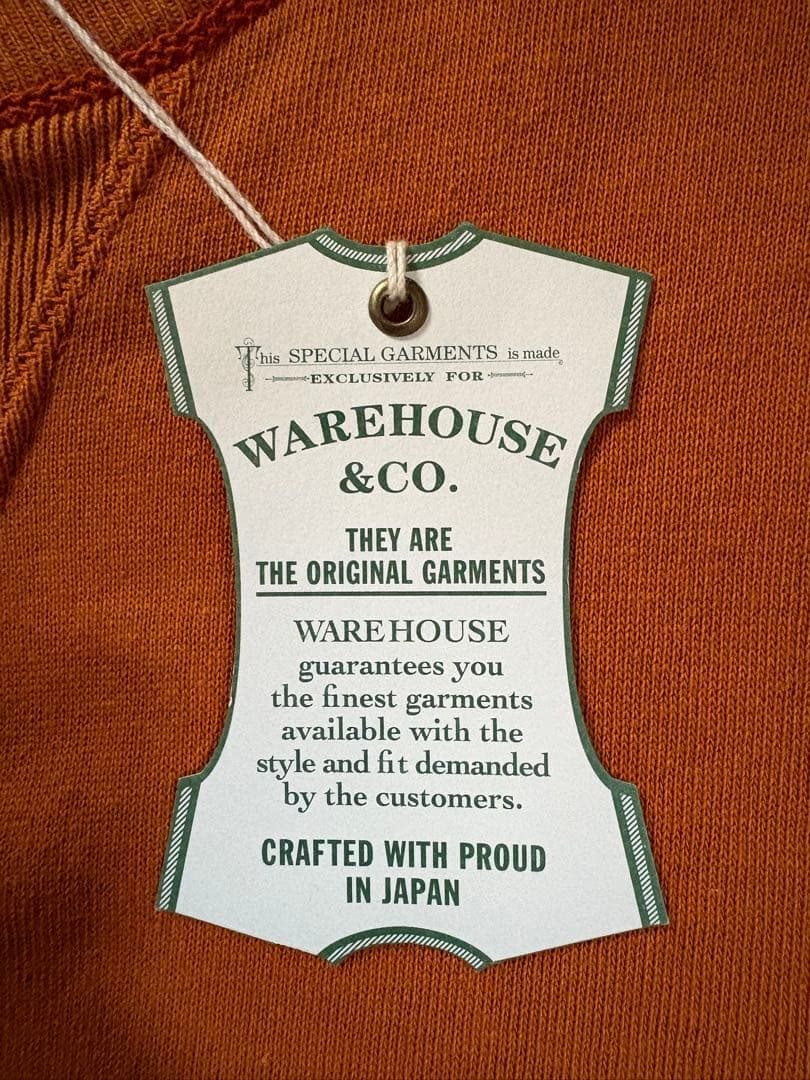 This SPECIAL GARMENTS is made
EXCLUSIVELY FOR
WAREHOUSE
&CO.
THEY ARE
THE ORIGINAL GARMENTS
WAREHOUSE
guarantees you
the finest garments
available with the
style and fit demanded
by the customers.
CRAFTED WITH PROUD
IN JAPAN